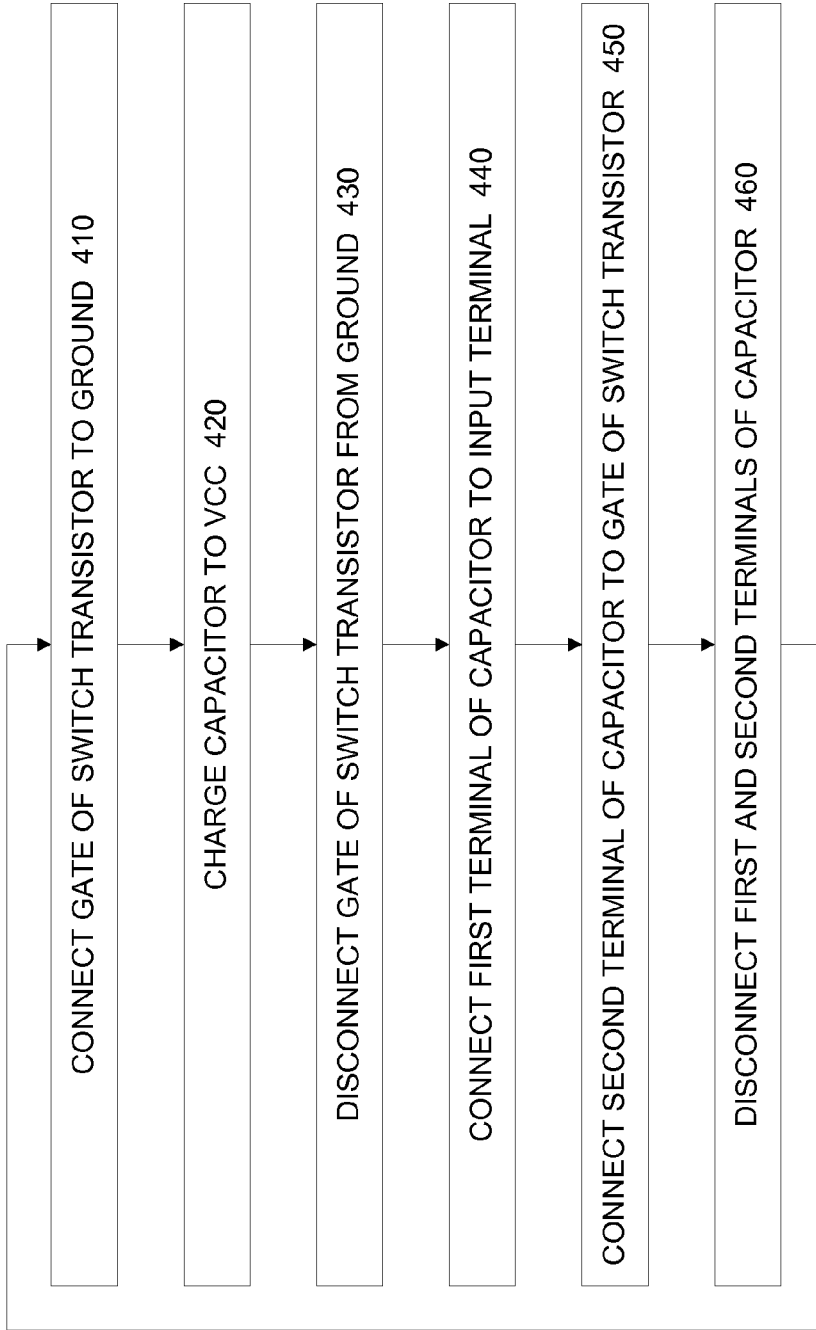 CONNECT GATE OF SWITCH TRANSISTOR TO GROUND 410
CHARGE CAPACITOR TO VCC 420
DISCONNECT GATE OF SWITCH TRANSISTOR FROM GROUND 430
CONNECT FIRST TERMINAL OF CAPACITOR TO INPUT TERMINAL 440
CONNECT SECOND TERMINAL OF CAPACITOR TO GATE OF SWITCH TRANSISTOR 450
DISCONNECT FIRST AND SECOND TERMINALS OF CAPACITOR 460